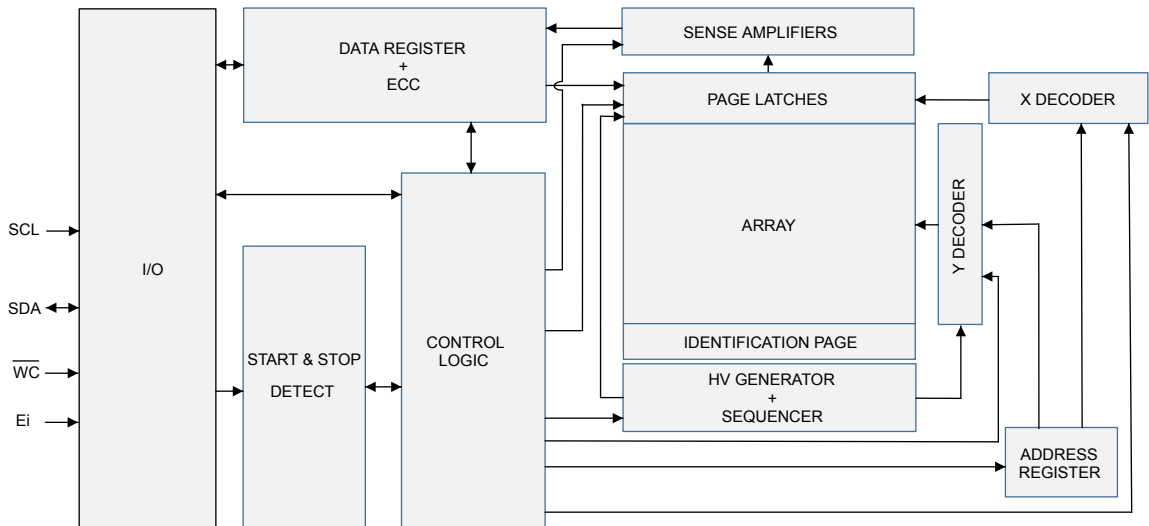 SENSE AMPLIFIERS
DATA REGISTER
+
ECC
PAGE LATCHES
X DECODER
ARRAY
Y DECODER
SCL
I/O
SDA
IDENTIFICATION PAGE
CONTROL
LOGIC
START & STOP
DETECT
W̅C̅
HV GENERATOR
+
SEQUENCER
Ei
ADDRESS
REGISTER